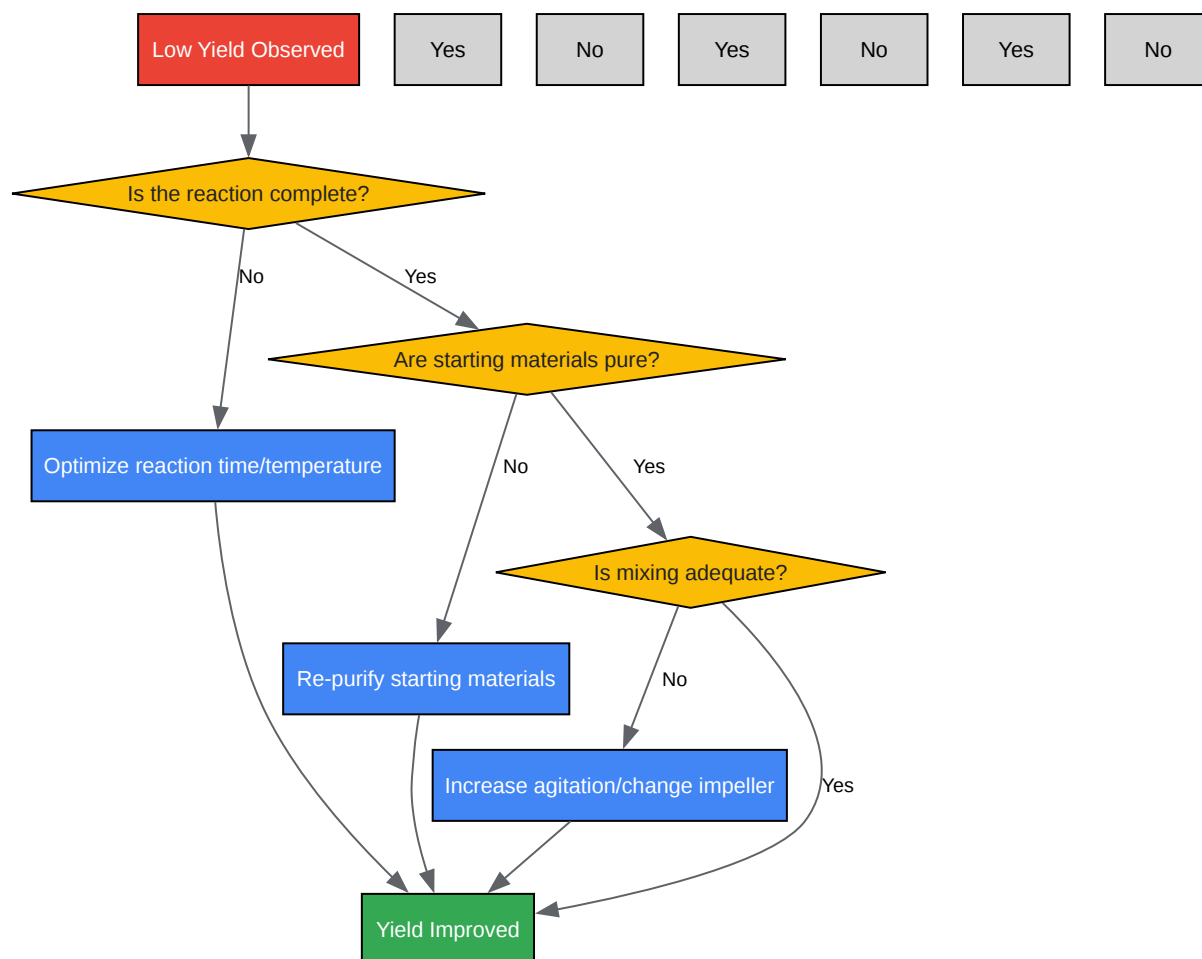 Low Yield Observed
Yes
No
Yes
No
Yes
No
Is the reaction complete?
No
Yes
Are starting materials pure?
Optimize reaction time/temperature
No
Yes
Is mixing adequate?
Re-purify starting materials
No
Increase agitation/change impeller
Yes
Yield Improved